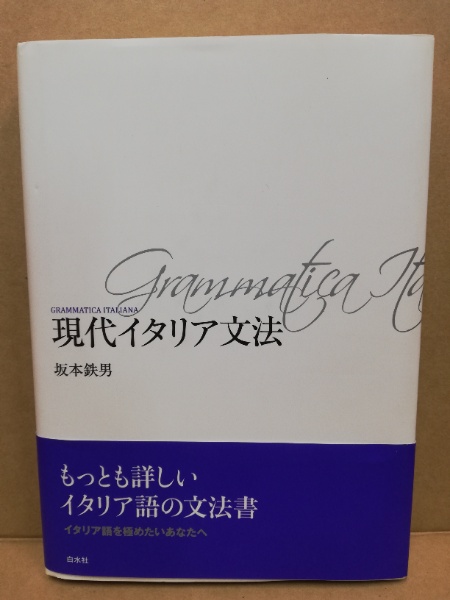 Grammatica Ita
GRAMMATICA ITALIANA
現代イタリア文法
坂本鉄男
もっとも詳しい
イタリア語の文法書
イタリア語を極めたいあなたへ
白水社